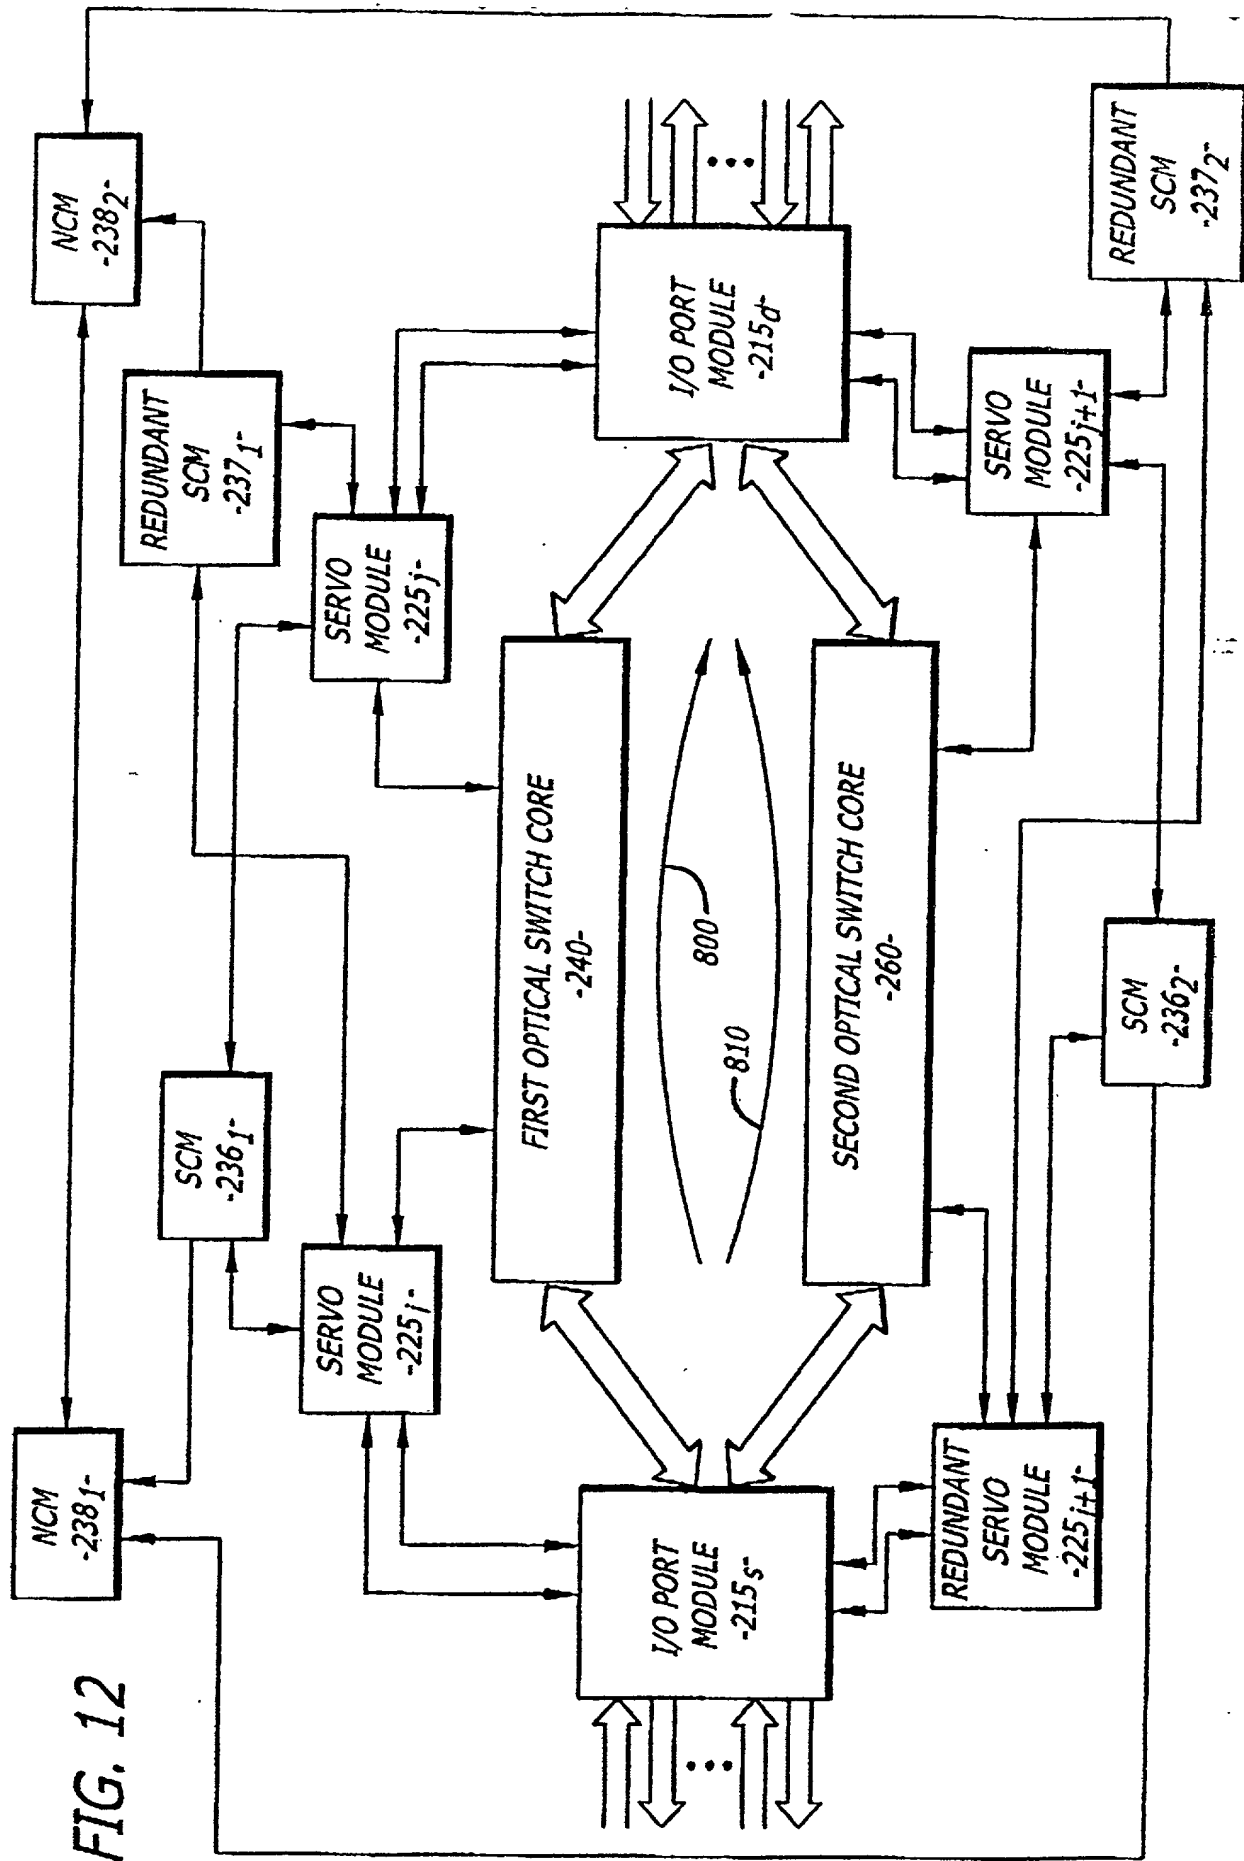 FIG. 12
NCM
-238₁-
NCM
-238₂-
SCM
-236₁-
REDUNDANT
SCM
-237₁-
SERVO
MODULE
-225ᵢ-
SERVO
MODULE
-225ⱼ-
I/O PORT
MODULE
-215ₛ-
FIRST OPTICAL SWITCH CORE
-240-
800
810
SECOND OPTICAL SWITCH CORE
-260-
I/O PORT
MODULE
-215d-
REDUNDANT
SERVO
MODULE
-225ᵢ₊₁-
SERVO
MODULE
-225ⱼ₊₁-
SCM
-236₂-
REDUNDANT
SCM
-237₂-